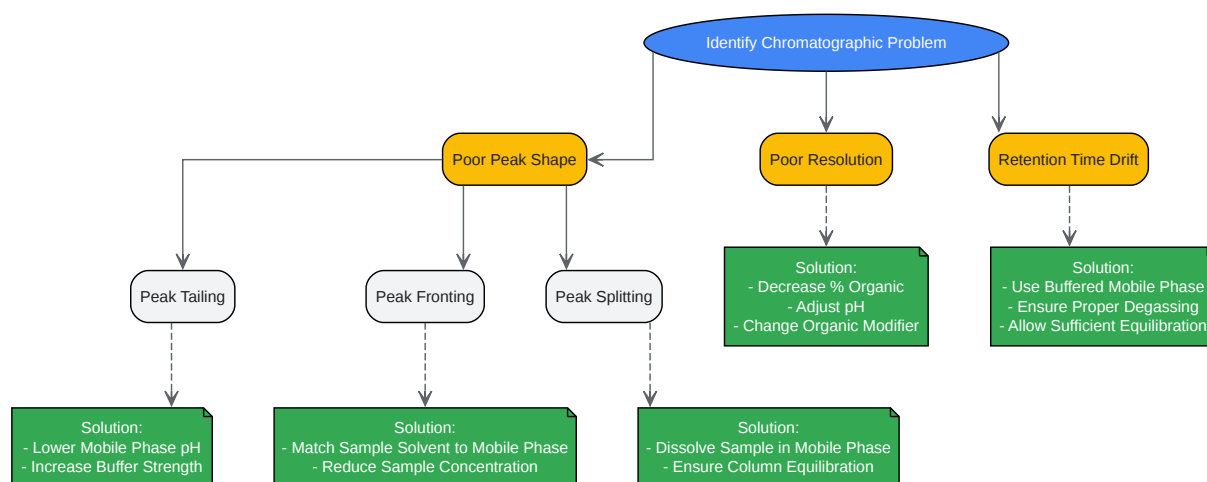 Identify Chromatographic Problem
Poor Peak Shape
Poor Resolution
Retention Time Drift
Solution:
- Decrease % Organic
- Adjust pH
- Change Organic Modifier
Solution:
- Use Buffered Mobile Phase
- Ensure Proper Degassing
- Allow Sufficient Equilibration
Peak Tailing
Peak Fronting
Peak Splitting
Solution:
- Lower Mobile Phase pH
- Increase Buffer Strength
Solution:
- Match Sample Solvent to Mobile Phase
- Reduce Sample Concentration
Solution:
- Dissolve Sample in Mobile Phase
- Ensure Column Equilibration